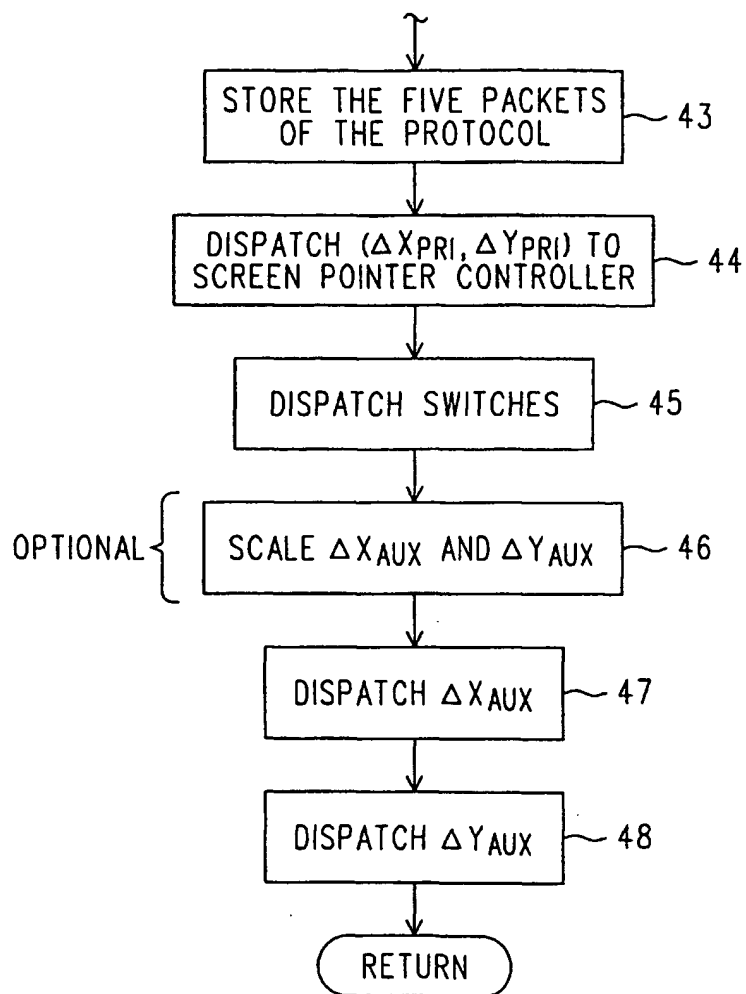 STORE THE FIVE PACKETS
OF THE PROTOCOL
43
DISPATCH (ΔXPRI, ΔYPRI) TO
SCREEN POINTER CONTROLLER
44
DISPATCH SWITCHES
45
OPTIONAL
SCALE ΔXAUX AND ΔYAUX
46
DISPATCH ΔXAUX
47
DISPATCH ΔYAUX
48
RETURN